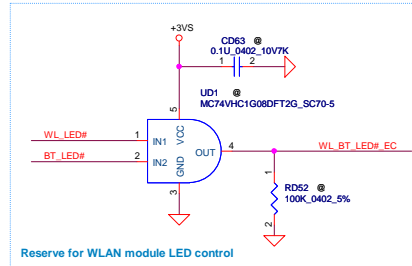 +3VS
CD63 @
0.1U_0402_10V7K
1 2
UD1 @
MC74VHC1G08DFT2G_SC70-5
5
WL_LED# 1 IN1 VCC
BT_LED# 2 IN2 GND OUT 4 WL_BT_LED#_EC
3
1
RD52 @
100K_0402_5%
2
Reserve for WLAN module LED control